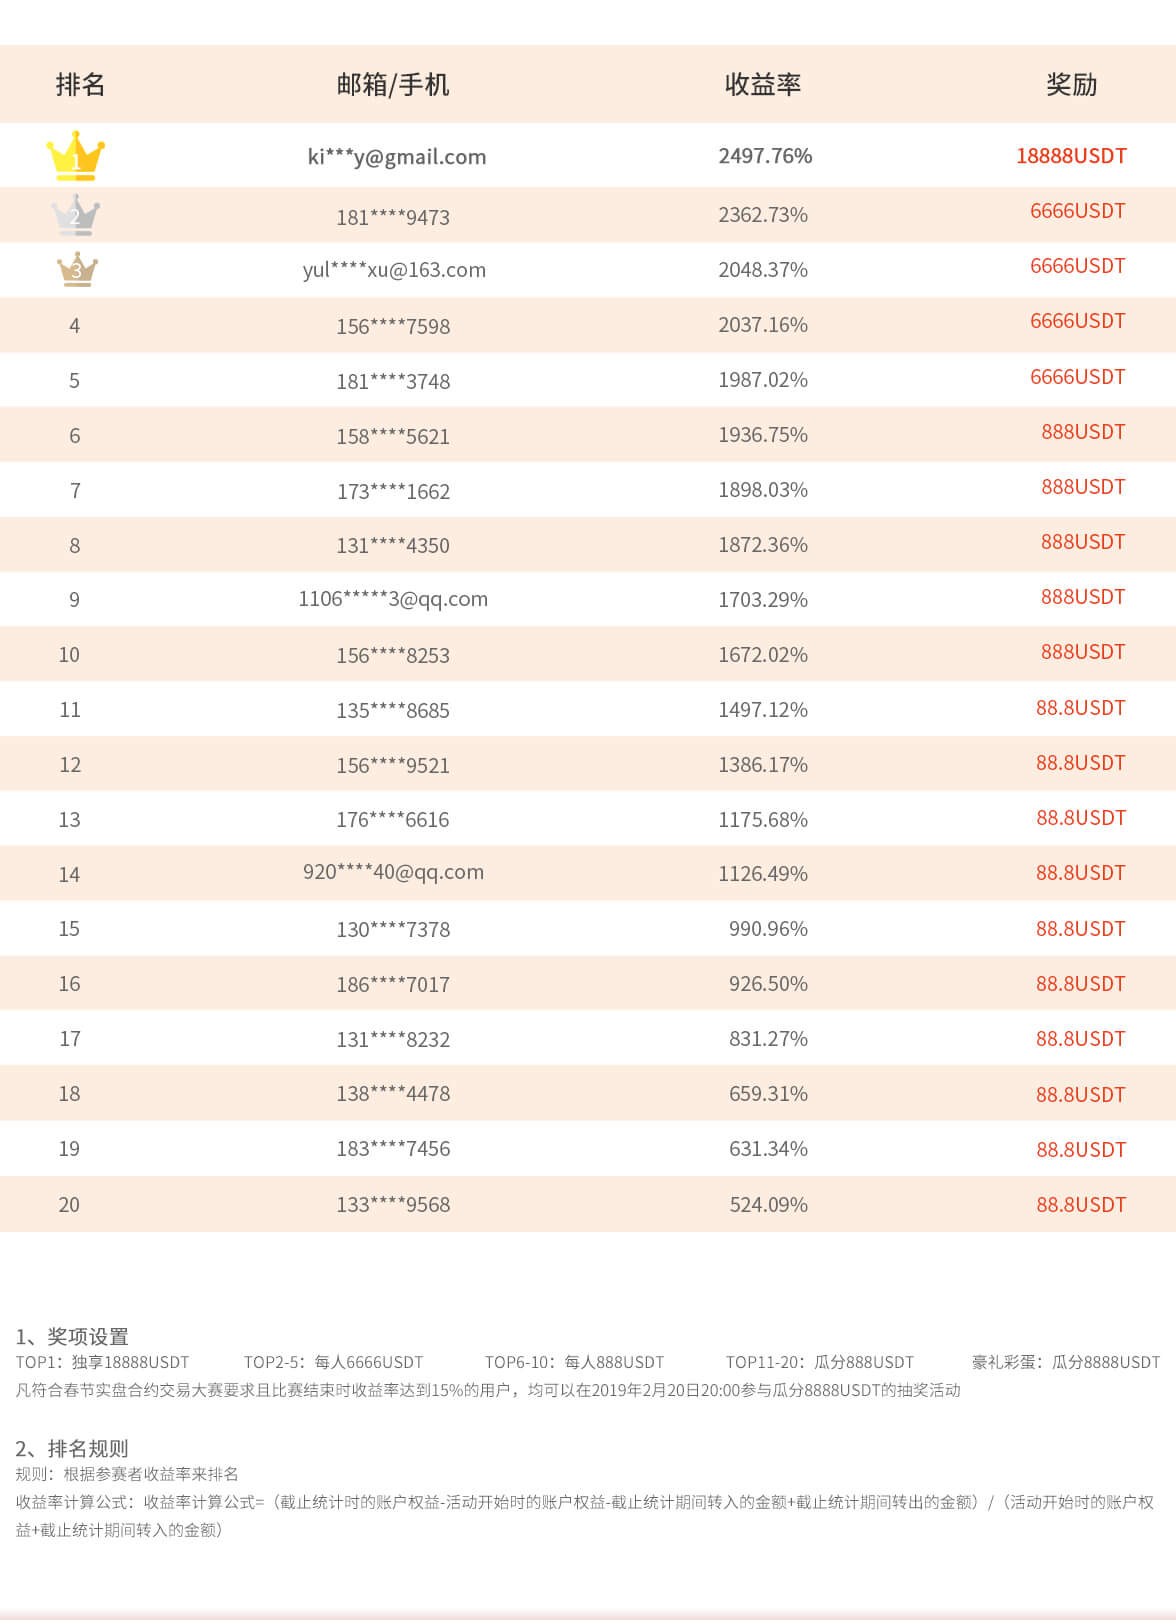 排名 邮箱/手机 收益率 奖励
1 ki***y@gmail.com 2497.76% 18888USDT
2 181****9473 2362.73% 6666USDT
3 yul****xu@163.com 2048.37% 6666USDT
4 156****7598 2037.16% 6666USDT
5 181****3748 1987.02% 6666USDT
6 158****5621 1936.75% 888USDT
7 173****1662 1898.03% 888USDT
8 131****4350 1872.36% 888USDT
9 1106*****3@qq.com 1703.29% 888USDT
10 156****8253 1672.02% 888USDT
11 135****8685 1497.12% 88.8USDT
12 156****9521 1386.17% 88.8USDT
13 176****6616 1175.68% 88.8USDT
14 920****40@qq.com 1126.49% 88.8USDT
15 130****7378 990.96% 88.8USDT
16 186****7017 926.50% 88.8USDT
17 131****8232 831.27% 88.8USDT
18 138****4478 659.31% 88.8USDT
19 183****7456 631.34% 88.8USDT
20 133****9568 524.09% 88.8USDT
1、奖项设置
TOP1：独享18888USDT TOP2-5：每人6666USDT TOP6-10：每人888USDT TOP11-20：瓜分888USDT 豪礼彩蛋：瓜分8888USDT
凡符合春节实盘合约交易大赛要求且比赛结束时收益率达到15%的用户，均可以在2019年2月20日20:00参与瓜分8888USDT的抽奖活动
2、排名规则
规则：根据参赛者收益率来排名
收益率计算公式：收益率计算公式=（截止统计时的账户权益-活动开始时的账户权益-截止统计期间转入的金额+截止统计期间转出的金额）/（活动开始时的账户权
益+截止统计期间转入的金额）